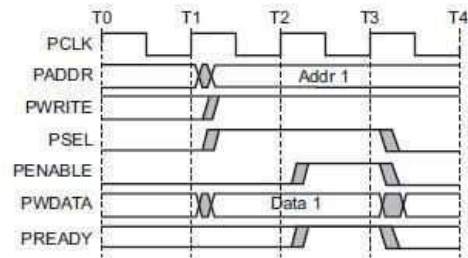 T0 T1 T2 T3 T4
PCLK
PADDR Addr 1
PWRITE
PSEL
PENABLE
PWDATA Data 1
PREADY